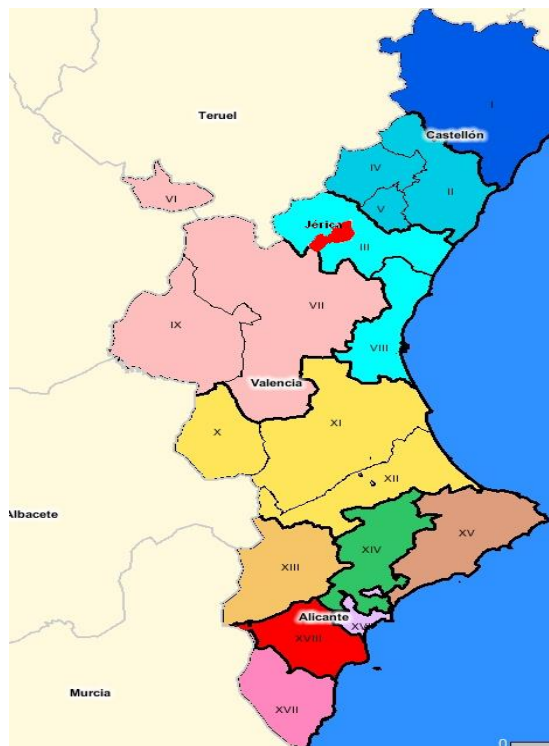 I
Teruel
Castellón
IV
VI
II
V
Jérica
III
VII
IX
VIII
Valencia
XI
X
XII
Albacete
XV
XIV
XIII
Alicante
XVIII
Murcia
XVII
0